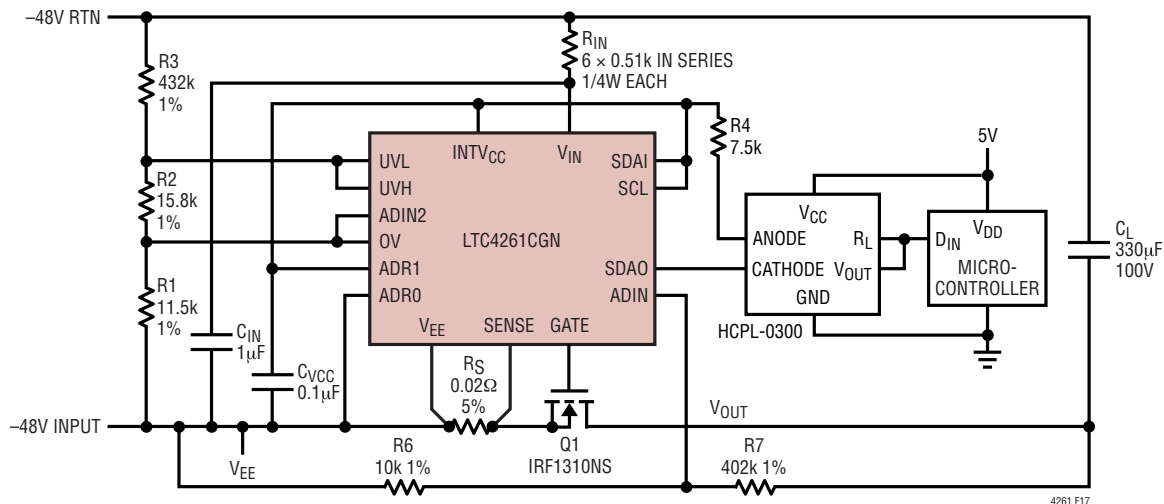 –48V RTN
R3
432k
1%
RIN
6 × 0.51k IN SERIES
1/4W EACH
R4
7.5k
5V
INTVCC
VIN
UVL
UVH
ADIN2
OV
ADR1
ADR0
LTC4261CGN
SDAI
SCL
SDAO
ADIN
VEE
SENSE
GATE
R2
15.8k
1%
R1
11.5k
1%
CIN
1µF
CVCC
0.1µF
RS
0.02Ω
5%
VCC
ANODE
CATHODE
RL
VOUT
GND
HCPL-0300
VDD
DIN
MICRO-
CONTROLLER
CL
330µF
100V
–48V INPUT
VEE
Q1
IRF1310NS
VOUT
R6
10k 1%
R7
402k 1%
4261 F17